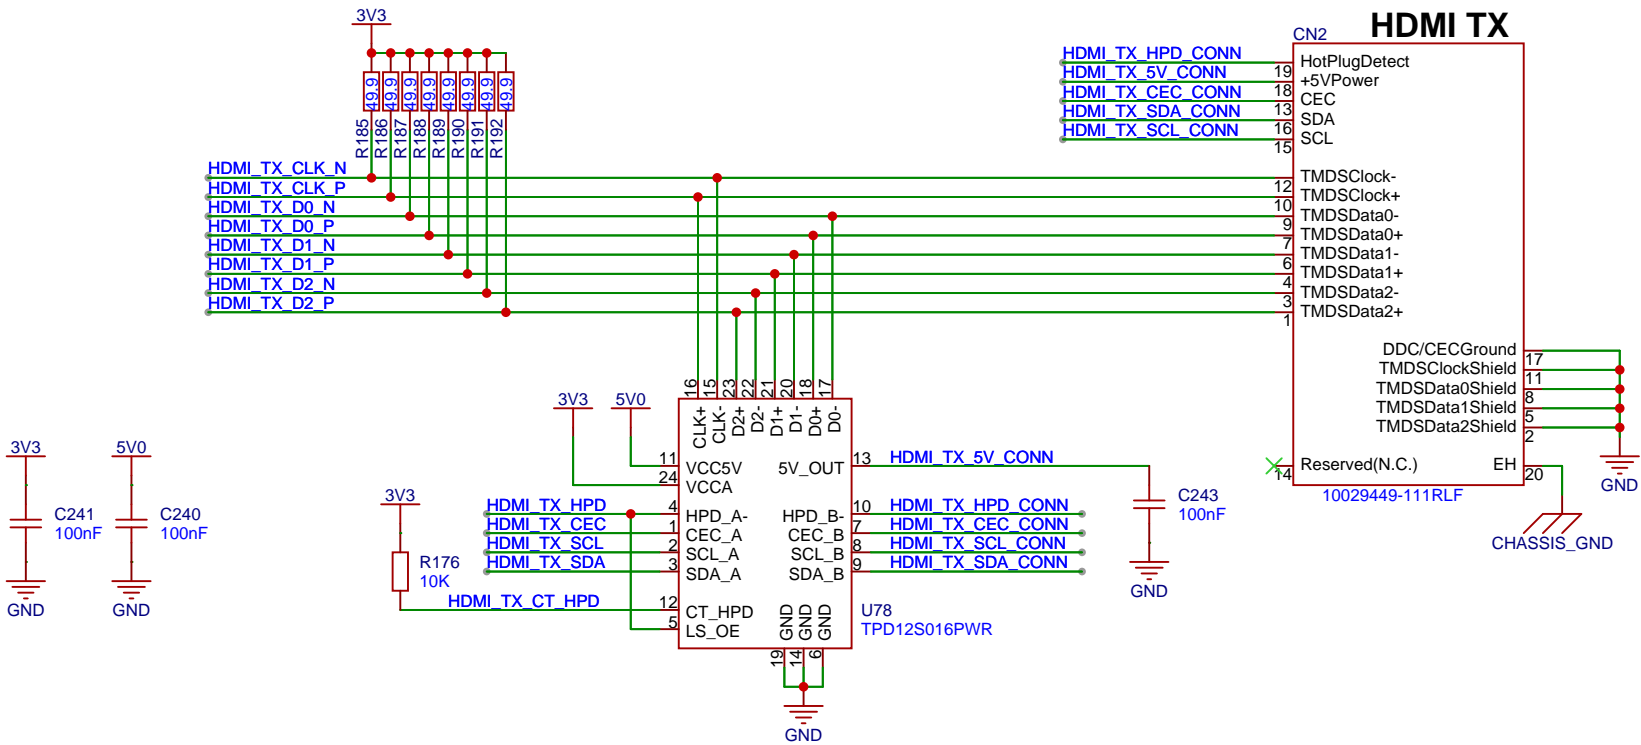 HDMI TX
3V3
CN2
49.9
49.9
49.9
49.9
49.9
49.9
49.9
49.9
R185
R186
R187
R188
R189
R190
R191
R192
HDMI_TX_HPD_CONN
HDMI_TX_5V_CONN
HDMI_TX_CEC_CONN
HDMI_TX_SDA_CONN
HDMI_TX_SCL_CONN
19
18
13
16
15
HotPlugDetect
+5VPower
CEC
SDA
SCL
HDMI_TX_CLK_N
HDMI_TX_CLK_P
HDMI_TX_D0_N
HDMI_TX_D0_P
HDMI_TX_D1_N
HDMI_TX_D1_P
HDMI_TX_D2_N
HDMI_TX_D2_P
12
10
9
7
6
4
3
1
TMDSClock-
TMDSClock+
TMDSData0-
TMDSData0+
TMDSData1-
TMDSData1+
TMDSData2-
TMDSData2+
DDC/CECGround
TMDSClockShield
TMDSData0Shield
TMDSData1Shield
TMDSData2Shield
17
11
8
5
2
GND
14
Reserved(N.C.)
EH
20
10029449-111RLF
CHASSIS_GND
3V3
C241
100nF
GND
5V0
C240
100nF
GND
3V3
5V0
16
15
23
22
21
20
18
17
CLK+
CLK-
D2+
D2-
D1+
D1-
D0+
D0-
11
VCC5V
24
VCCA
5V_OUT
13
HDMI_TX_5V_CONN
C243
100nF
GND
3V3
R176
10K
HDMI_TX_HPD
HDMI_TX_CEC
HDMI_TX_SCL
HDMI_TX_SDA
HDMI_TX_CT_HPD
4
1
2
3
12
5
HPD_A-
CEC_A
SCL_A
SDA_A
CT_HPD
LS_OE
HPD_B-
CEC_B
SCL_B
SDA_B
10
7
8
9
HDMI_TX_HPD_CONN
HDMI_TX_CEC_CONN
HDMI_TX_SCL_CONN
HDMI_TX_SDA_CONN
GND
GND
GND
19
14
6
U78
TPD12S016PWR
GND